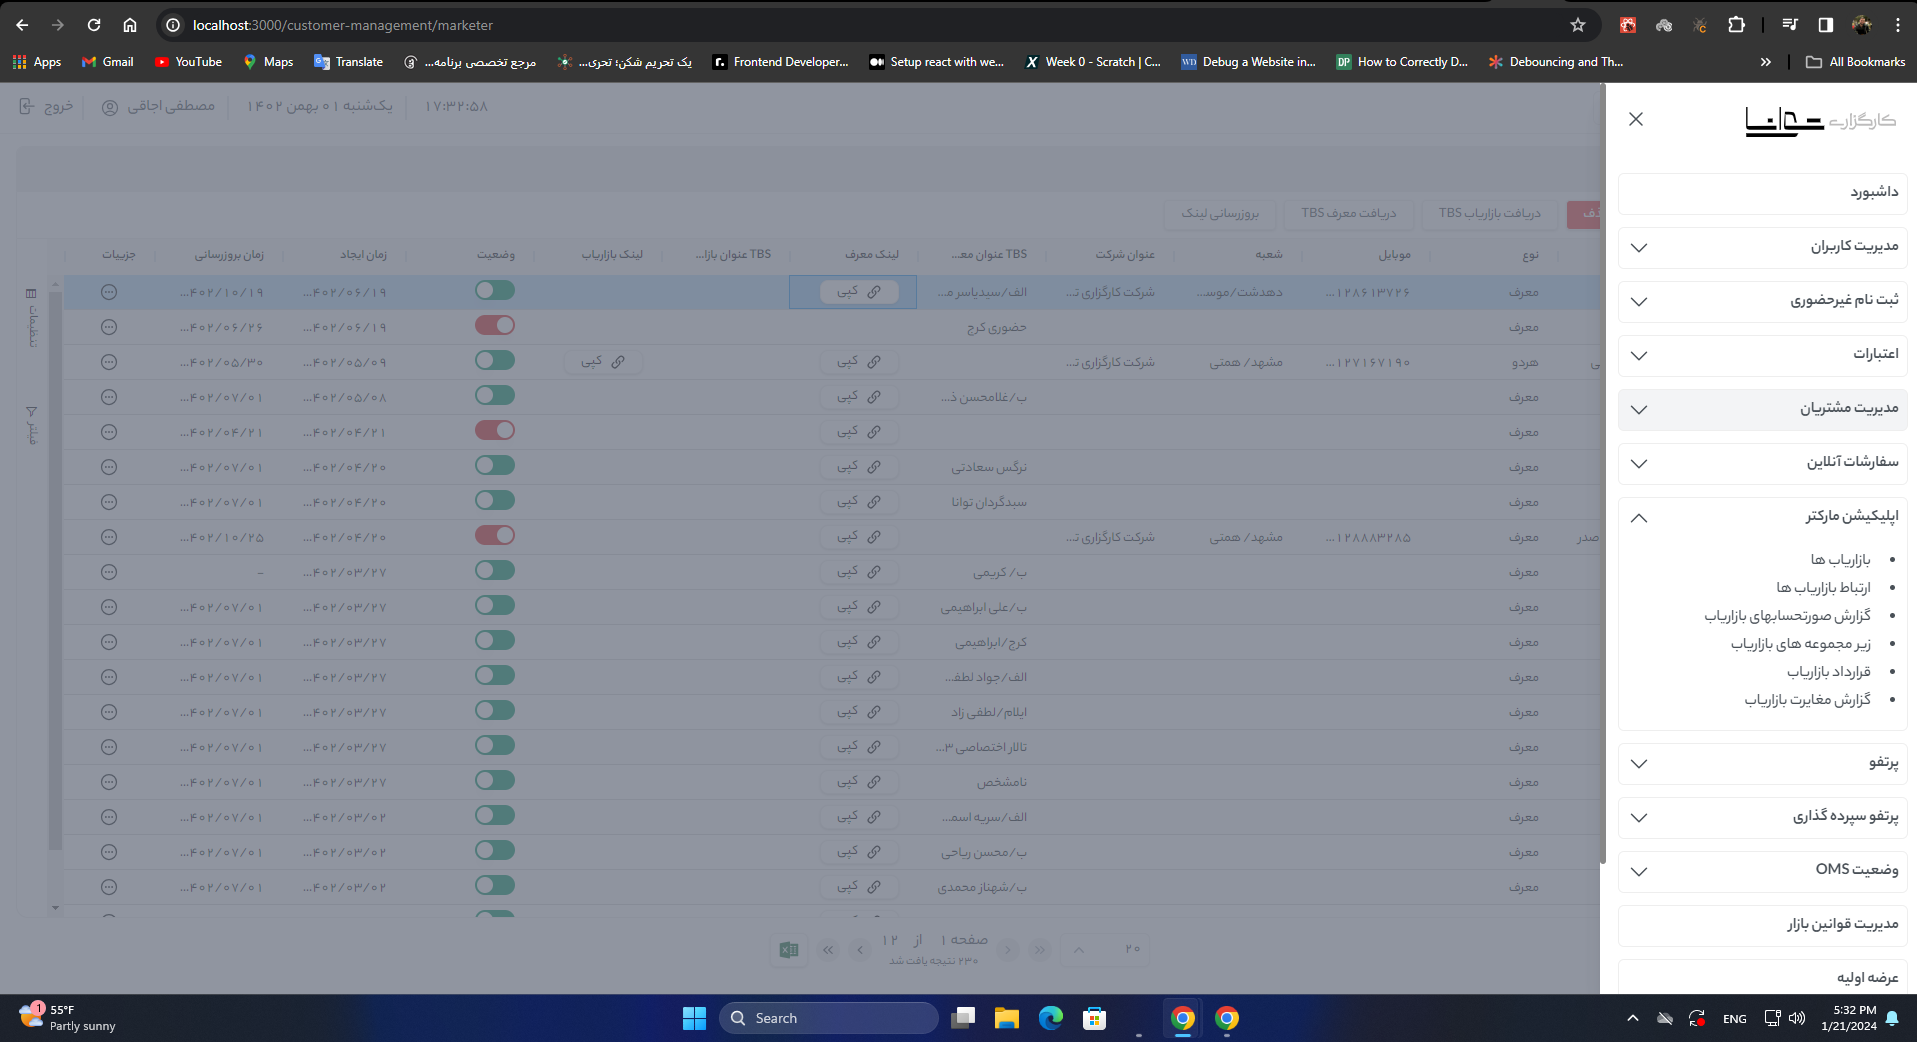 localhost:3000/customer-management/marketer
Apps
Gmail
YouTube
Maps
Translate
مرجع تخصصی برنامه...
یک تحریم شکن؛ تحری...
Frontend Developer...
Setup react with we...
Week 0 - Scratch | C...
Debug a Website in...
How to Correctly D...
Debouncing and Th...
All Bookmarks
۱۷:۳۲:۵۸
یک‌شنبه ۰۱ بهمن ۱۴۰۲
مصطفی اجاقی
خروج
کارگزاری توانا
داشبورد
مدیریت کاربران
ثبت نام غیرحضوری
اعتبارات
مدیریت مشتریان
سفارشات آنلاین
اپلیکیشن مارکتر
بازاریاب ها
ارتباط بازاریاب ها
گزارش صورتحسابهای بازاریاب
زیر مجموعه های بازاریاب
قرارداد بازاریاب
گزارش مغایرت بازاریاب
پرتفو
پرتفو سپرده گذاری
وضعیت OMS
مدیریت قوانین بازار
عرضه اولیه
دریافت بازاریاب TBS
دریافت معرف TBS
بروزرسانی لینک
نوع موبایل شعبه عنوان شرکت TBS عنوان مع... لینک معرف TBS عنوان بازا... لینک بازاریاب وضعیت زمان ایجاد زمان بروزرسانی جزییات
معرف ۱۲۸۶۱۳۷۲۶... دهدشت/موس... شرکت کارگزاری ت... الف/سیدیاسر م... کپی ۴۰۲/۰۶/۱۹... ۴۰۲/۱۰/۱۹...
معرف حضوری کرج ۴۰۲/۰۶/۱۹... ۴۰۲/۰۶/۲۶...
هردو ۱۲۷۱۶۷۱۹۰... مشهد/ همتی شرکت کارگزاری ت... کپی کپی ۴۰۲/۰۵/۰۹... ۴۰۲/۰۵/۳۰...
معرف ب/غلامحسن ذ... کپی ۴۰۲/۰۵/۰۸... ۴۰۲/۰۷/۰۱...
معرف کپی ۴۰۲/۰۴/۲۱... ۴۰۲/۰۴/۲۱...
معرف نرگس سعادتی کپی ۴۰۲/۰۴/۲۰... ۴۰۲/۰۷/۰۱...
معرف سبدگردان توانا کپی ۴۰۲/۰۴/۲۰... ۴۰۲/۰۷/۰۱...
صدر معرف ۱۲۸۸۸۳۲۸۵... مشهد/ همتی شرکت کارگزاری ت... کپی ۴۰۲/۰۴/۲۰... ۴۰۲/۱۰/۲۵...
معرف ب/ کریمی کپی ۴۰۲/۰۳/۲۷... -
معرف ب/علی ابراهیمی کپی ۴۰۲/۰۳/۲۷... ۴۰۲/۰۷/۰۱...
معرف کرج/ابراهیمی کپی ۴۰۲/۰۳/۲۷... ۴۰۲/۰۷/۰۱...
معرف الف/جواد لطف... کپی ۴۰۲/۰۳/۲۷... ۴۰۲/۰۷/۰۱...
معرف ایلام/لطفی زاد کپی ۴۰۲/۰۳/۲۷... ۴۰۲/۰۷/۰۱...
معرف تالار اختصاصی ۳... کپی ۴۰۲/۰۳/۲۷... ۴۰۲/۰۷/۰۱...
معرف نامشخص کپی ۴۰۲/۰۳/۲۷... ۴۰۲/۰۷/۰۱...
معرف الف/سریه اسم... کپی ۴۰۲/۰۳/۰۲... ۴۰۲/۰۷/۰۱...
معرف ب/محسن ریاحی کپی ۴۰۲/۰۳/۰۲... ۴۰۲/۰۷/۰۱...
معرف ب/شهناز محمدی کپی ۴۰۲/۰۳/۰۲... ۴۰۲/۰۷/۰۱...
تنظیمات
فیلتر
۲۰
صفحه ۱ از ۱۲
۲۳۰ نتیجه یافت شد
1
55°F
Partly sunny
Search
ENG
5:32 PM
1/21/2024